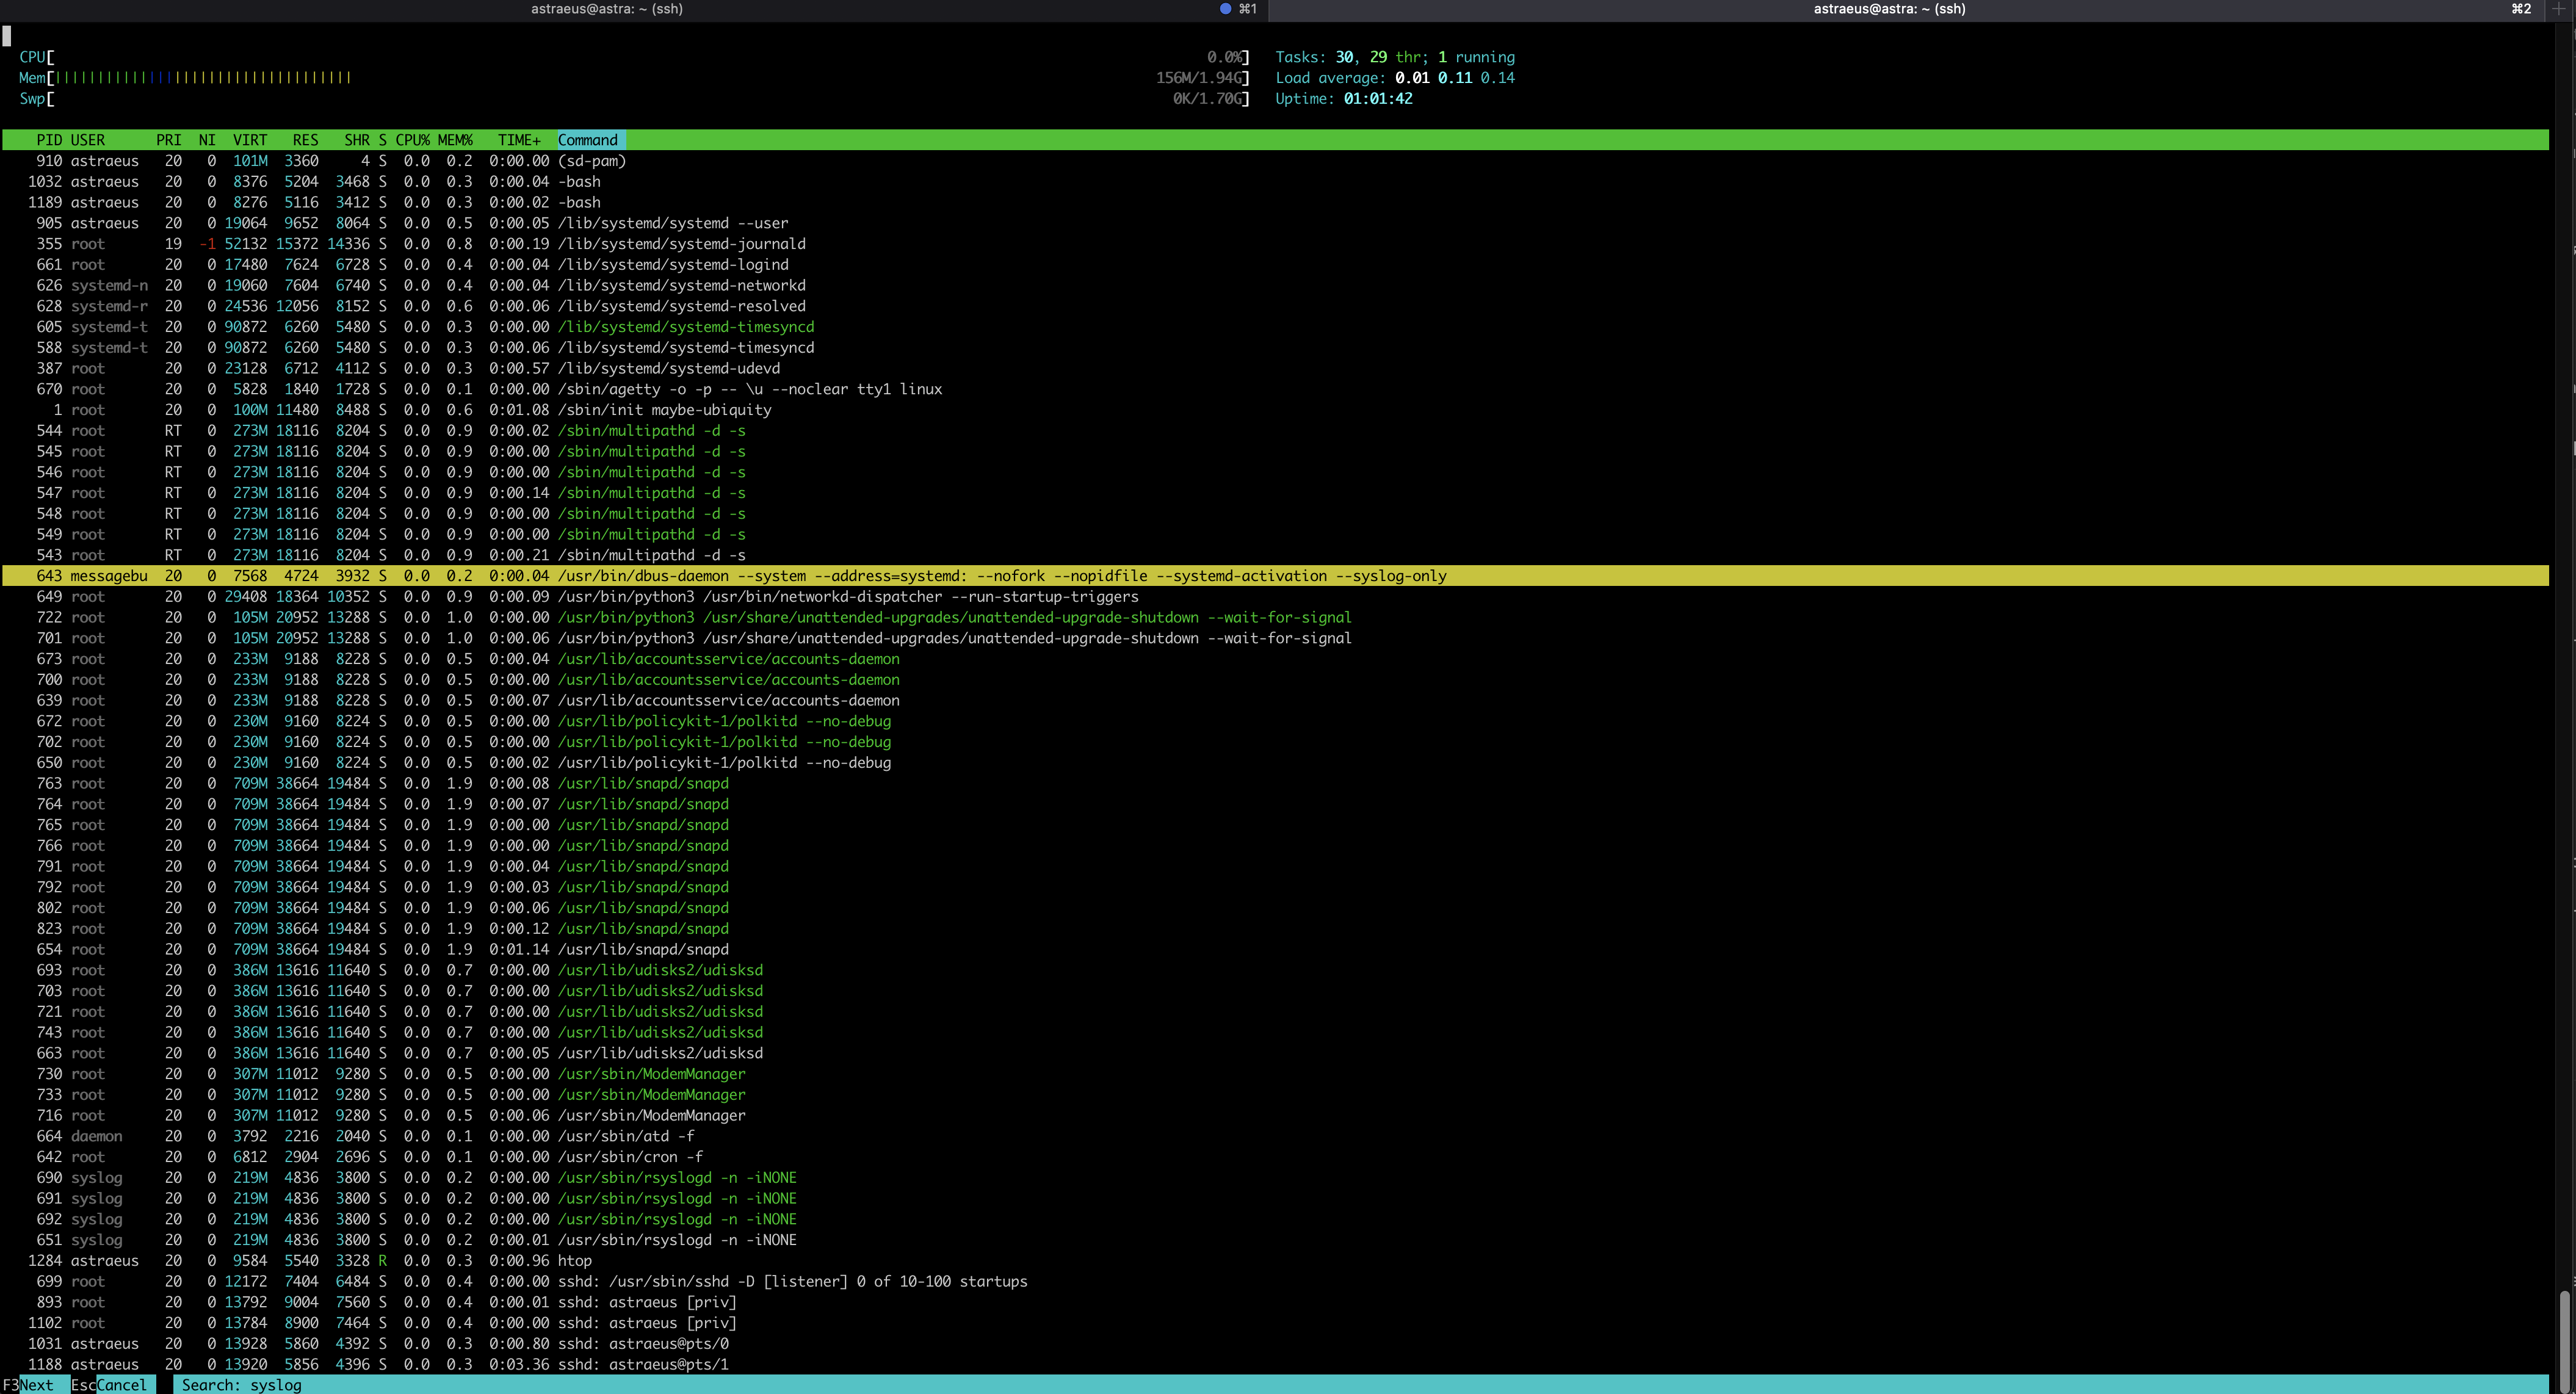 astraeus@astra: ~ (ssh) ⌘1 astraeus@astra: ~ (ssh) ⌘2
CPU[ 0.0%] Tasks: 30, 29 thr; 1 running
Mem[||||||||||||||||||||||||||||||||||| 156M/1.94G] Load average: 0.01 0.11 0.14
Swp[ 0K/1.70G] Uptime: 01:01:42
PID USER PRI NI VIRT RES SHR S CPU% MEM% TIME+ Command
910 astraeus 20 0 101M 3360 4 S 0.0 0.2 0:00.00 (sd-pam)
1032 astraeus 20 0 8376 5204 3468 S 0.0 0.3 0:00.04 -bash
1189 astraeus 20 0 8276 5116 3412 S 0.0 0.3 0:00.02 -bash
905 astraeus 20 0 19064 9652 8064 S 0.0 0.5 0:00.05 /lib/systemd/systemd --user
355 root 19 -1 52132 15372 14336 S 0.0 0.8 0:00.19 /lib/systemd/systemd-journald
661 root 20 0 17480 7624 6728 S 0.0 0.4 0:00.04 /lib/systemd/systemd-logind
626 systemd-n 20 0 19060 7604 6740 S 0.0 0.4 0:00.04 /lib/systemd/systemd-networkd
628 systemd-r 20 0 24536 12056 8152 S 0.0 0.6 0:00.06 /lib/systemd/systemd-resolved
605 systemd-t 20 0 90872 6260 5480 S 0.0 0.3 0:00.00 /lib/systemd/systemd-timesyncd
588 systemd-t 20 0 90872 6260 5480 S 0.0 0.3 0:00.06 /lib/systemd/systemd-timesyncd
387 root 20 0 23128 6712 4112 S 0.0 0.3 0:00.57 /lib/systemd/systemd-udevd
670 root 20 0 5828 1840 1728 S 0.0 0.1 0:00.00 /sbin/agetty -o -p -- \u --noclear tty1 linux
1 root 20 0 100M 11480 8488 S 0.0 0.6 0:01.08 /sbin/init maybe-ubiquity
544 root RT 0 273M 18116 8204 S 0.0 0.9 0:00.02 /sbin/multipathd -d -s
545 root RT 0 273M 18116 8204 S 0.0 0.9 0:00.00 /sbin/multipathd -d -s
546 root RT 0 273M 18116 8204 S 0.0 0.9 0:00.00 /sbin/multipathd -d -s
547 root RT 0 273M 18116 8204 S 0.0 0.9 0:00.14 /sbin/multipathd -d -s
548 root RT 0 273M 18116 8204 S 0.0 0.9 0:00.00 /sbin/multipathd -d -s
549 root RT 0 273M 18116 8204 S 0.0 0.9 0:00.00 /sbin/multipathd -d -s
543 root RT 0 273M 18116 8204 S 0.0 0.9 0:00.21 /sbin/multipathd -d -s
643 messagebu 20 0 7568 4724 3932 S 0.0 0.2 0:00.04 /usr/bin/dbus-daemon --system --address=systemd: --nofork --nopidfile --systemd-activation --syslog-only
649 root 20 0 29408 18364 10352 S 0.0 0.9 0:00.09 /usr/bin/python3 /usr/bin/networkd-dispatcher --run-startup-triggers
722 root 20 0 105M 20952 13288 S 0.0 1.0 0:00.00 /usr/bin/python3 /usr/share/unattended-upgrades/unattended-upgrade-shutdown --wait-for-signal
701 root 20 0 105M 20952 13288 S 0.0 1.0 0:00.06 /usr/bin/python3 /usr/share/unattended-upgrades/unattended-upgrade-shutdown --wait-for-signal
673 root 20 0 233M 9188 8228 S 0.0 0.5 0:00.04 /usr/lib/accountsservice/accounts-daemon
700 root 20 0 233M 9188 8228 S 0.0 0.5 0:00.00 /usr/lib/accountsservice/accounts-daemon
639 root 20 0 233M 9188 8228 S 0.0 0.5 0:00.07 /usr/lib/accountsservice/accounts-daemon
672 root 20 0 230M 9160 8224 S 0.0 0.5 0:00.00 /usr/lib/policykit-1/polkitd --no-debug
702 root 20 0 230M 9160 8224 S 0.0 0.5 0:00.00 /usr/lib/policykit-1/polkitd --no-debug
650 root 20 0 230M 9160 8224 S 0.0 0.5 0:00.02 /usr/lib/policykit-1/polkitd --no-debug
763 root 20 0 709M 38664 19484 S 0.0 1.9 0:00.08 /usr/lib/snapd/snapd
764 root 20 0 709M 38664 19484 S 0.0 1.9 0:00.07 /usr/lib/snapd/snapd
765 root 20 0 709M 38664 19484 S 0.0 1.9 0:00.00 /usr/lib/snapd/snapd
766 root 20 0 709M 38664 19484 S 0.0 1.9 0:00.00 /usr/lib/snapd/snapd
791 root 20 0 709M 38664 19484 S 0.0 1.9 0:00.04 /usr/lib/snapd/snapd
792 root 20 0 709M 38664 19484 S 0.0 1.9 0:00.03 /usr/lib/snapd/snapd
802 root 20 0 709M 38664 19484 S 0.0 1.9 0:00.06 /usr/lib/snapd/snapd
823 root 20 0 709M 38664 19484 S 0.0 1.9 0:00.12 /usr/lib/snapd/snapd
654 root 20 0 709M 38664 19484 S 0.0 1.9 0:01.14 /usr/lib/snapd/snapd
693 root 20 0 386M 13616 11640 S 0.0 0.7 0:00.00 /usr/lib/udisks2/udisksd
703 root 20 0 386M 13616 11640 S 0.0 0.7 0:00.00 /usr/lib/udisks2/udisksd
721 root 20 0 386M 13616 11640 S 0.0 0.7 0:00.00 /usr/lib/udisks2/udisksd
743 root 20 0 386M 13616 11640 S 0.0 0.7 0:00.00 /usr/lib/udisks2/udisksd
663 root 20 0 386M 13616 11640 S 0.0 0.7 0:00.05 /usr/lib/udisks2/udisksd
730 root 20 0 307M 11012 9280 S 0.0 0.5 0:00.00 /usr/sbin/ModemManager
733 root 20 0 307M 11012 9280 S 0.0 0.5 0:00.00 /usr/sbin/ModemManager
716 root 20 0 307M 11012 9280 S 0.0 0.5 0:00.06 /usr/sbin/ModemManager
664 daemon 20 0 3792 2216 2040 S 0.0 0.1 0:00.00 /usr/sbin/atd -f
642 root 20 0 6812 2904 2696 S 0.0 0.1 0:00.00 /usr/sbin/cron -f
690 syslog 20 0 219M 4836 3800 S 0.0 0.2 0:00.00 /usr/sbin/rsyslogd -n -iNONE
691 syslog 20 0 219M 4836 3800 S 0.0 0.2 0:00.00 /usr/sbin/rsyslogd -n -iNONE
692 syslog 20 0 219M 4836 3800 S 0.0 0.2 0:00.00 /usr/sbin/rsyslogd -n -iNONE
651 syslog 20 0 219M 4836 3800 S 0.0 0.2 0:00.01 /usr/sbin/rsyslogd -n -iNONE
1284 astraeus 20 0 9584 5540 3328 R 0.0 0.3 0:00.96 htop
699 root 20 0 12172 7404 6484 S 0.0 0.4 0:00.00 sshd: /usr/sbin/sshd -D [listener] 0 of 10-100 startups
893 root 20 0 13792 9004 7560 S 0.0 0.4 0:00.01 sshd: astraeus [priv]
1102 root 20 0 13784 8900 7464 S 0.0 0.4 0:00.00 sshd: astraeus [priv]
1031 astraeus 20 0 13928 5860 4392 S 0.0 0.3 0:00.80 sshd: astraeus@pts/0
1188 astraeus 20 0 13920 5856 4396 S 0.0 0.3 0:03.36 sshd: astraeus@pts/1
F3Next EscCancel Search: syslog